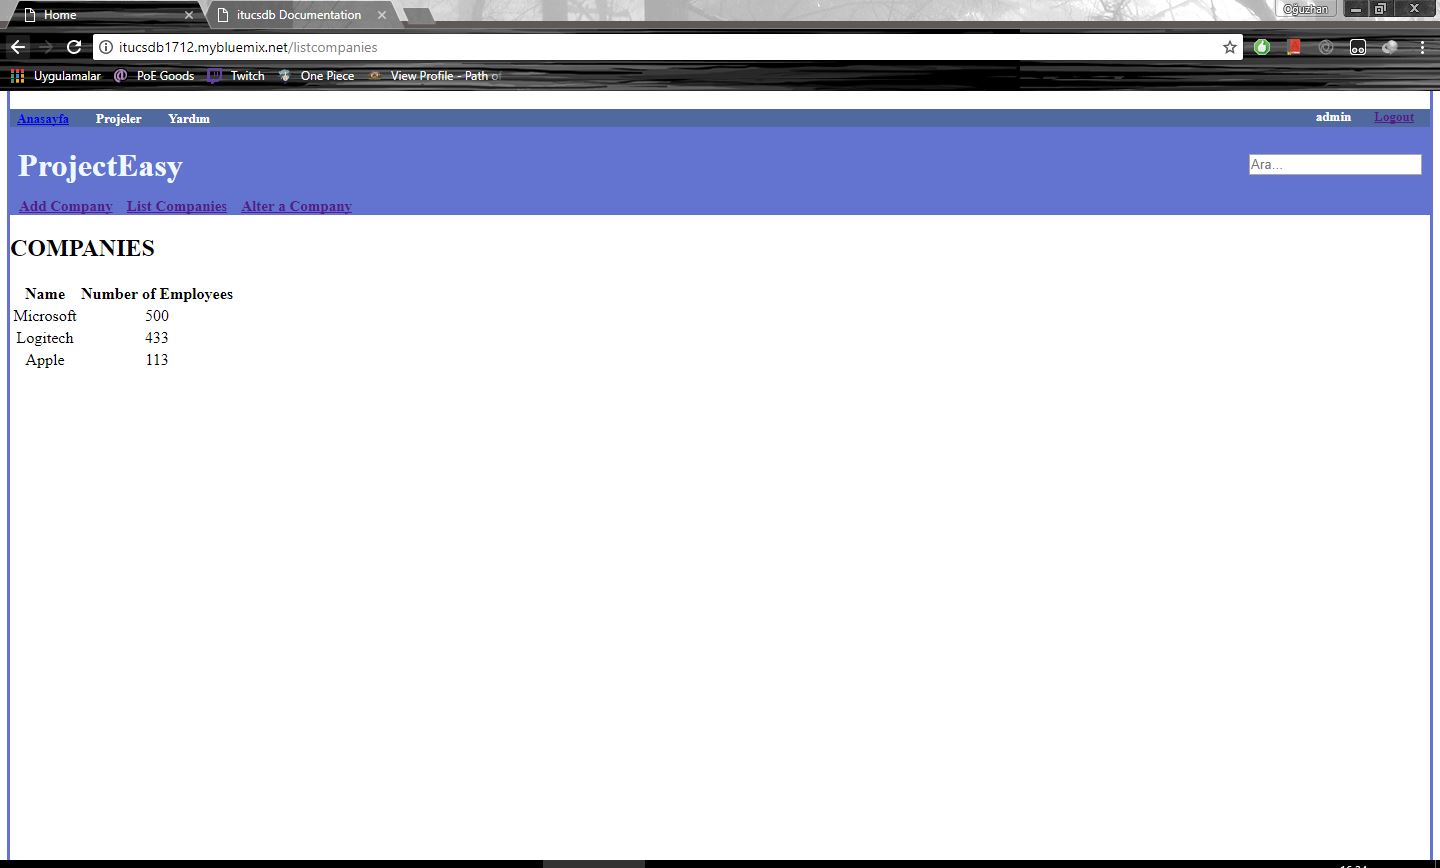 Home
itucsdb Documentation
Oğuzhan
itucsdb1712.mybluemix.net/listcompanies
Uygulamalar PoE Goods Twitch One Piece View Profile - Path of
Anasayfa Projeler Yardım admin Logout
ProjectEasy
Ara...
Add Company List Companies Alter a Company
COMPANIES
Name Number of Employees
Microsoft 500
Logitech 433
Apple 113